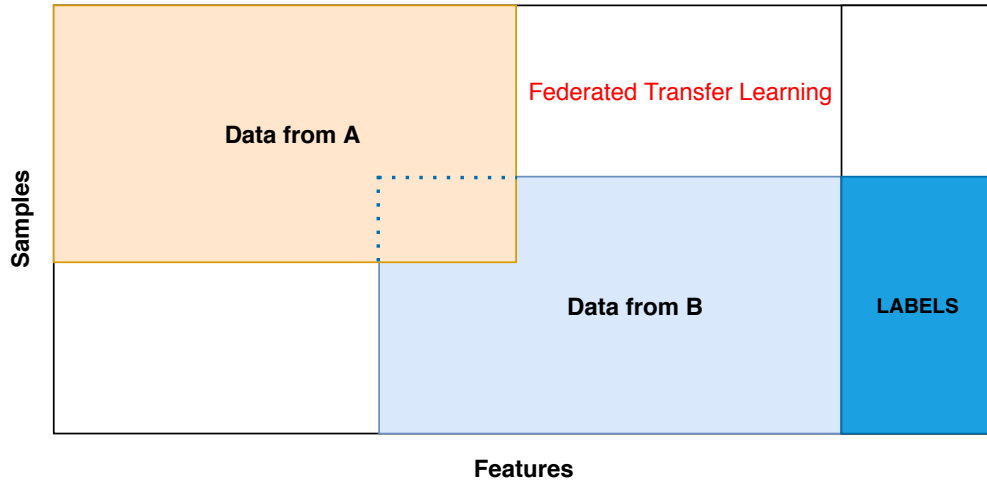 Federated Transfer Learning
Data from A
Samples
Data from B
LABELS
Features